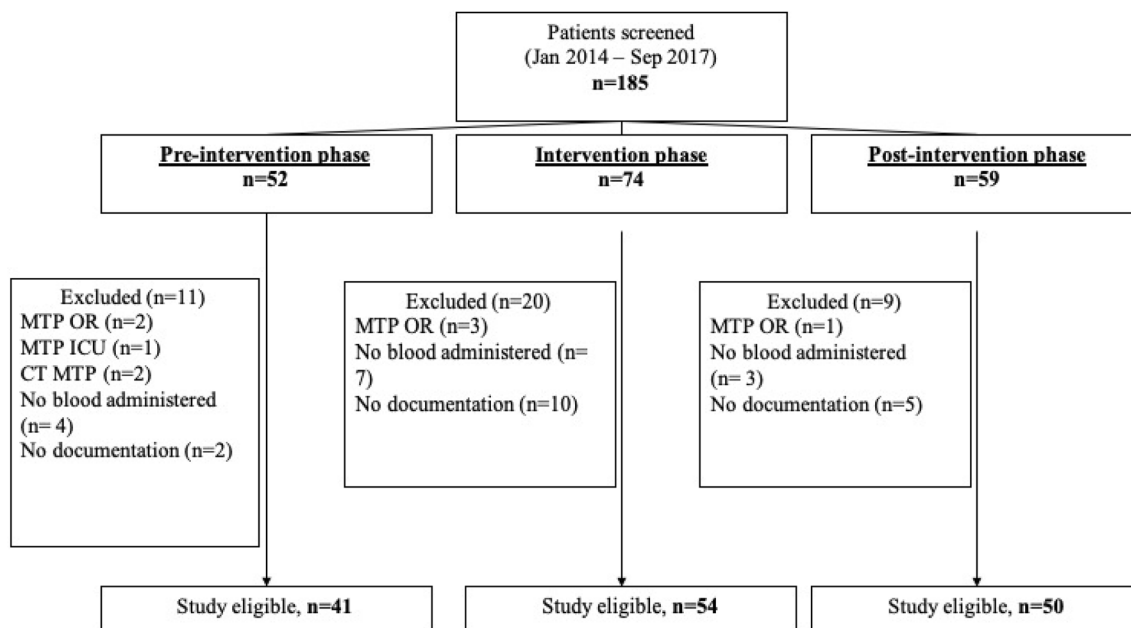 Patients screened
(Jan 2014 – Sep 2017)
n=185
Pre-intervention phase
n=52
Intervention phase
n=74
Post-intervention phase
n=59
Excluded (n=11)
MTP OR (n=2)
MTP ICU (n=1)
CT MTP (n=2)
No blood administered
(n= 4)
No documentation (n=2)
Excluded (n=20)
MTP OR (n=3)
No blood administered (n=
7)
No documentation (n=10)
Excluded (n=9)
MTP OR (n=1)
No blood administered
(n= 3)
No documentation (n=5)
Study eligible, n=41
Study eligible, n=54
Study eligible, n=50